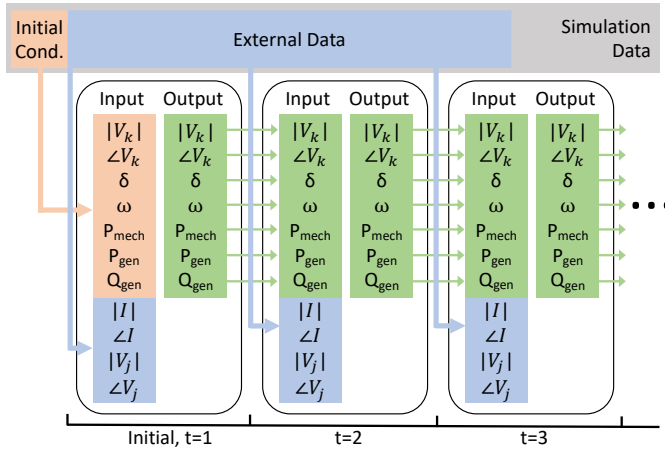 Initial
Cond.
External Data
Simulation
Data
Input Output Input Output Input Output
|V_k| |V_k| |V_k| |V_k| |V_k| |V_k|
∠V_k ∠V_k ∠V_k ∠V_k ∠V_k ∠V_k
δ δ δ δ δ δ
ω ω ω ω ω ω
P_mech P_mech P_mech P_mech P_mech P_mech
P_gen P_gen P_gen P_gen P_gen P_gen
Q_gen Q_gen Q_gen Q_gen Q_gen Q_gen
|I| |I| |I|
∠I ∠I ∠I
|V_j| |V_j| |V_j|
∠V_j ∠V_j ∠V_j
Initial, t=1 t=2 t=3